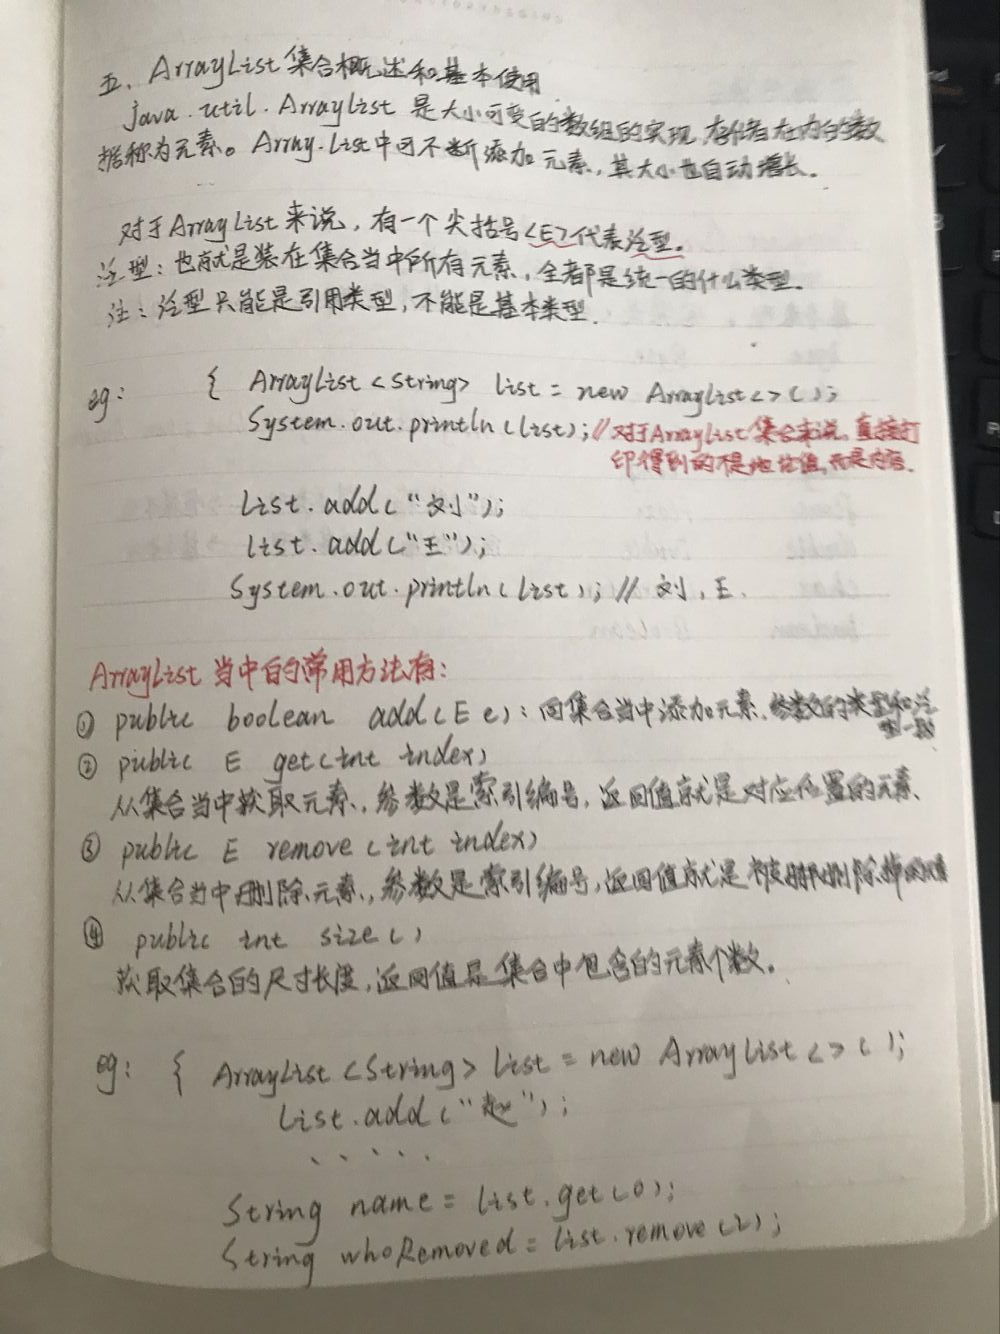 五、ArrayList集合概述和基本使用
java.util.ArrayList 是大小可变的数组的实现,存储在内的数
据称为元素。Array.List中可不断添加元素,其大小也自动增长。
对于ArrayList来说,有一个尖括号<E>代表泛型。
泛型:也就是装在集合当中所有元素,全都是统一的什么类型。
注:泛型只能是引用类型,不能是基本类型.
eg: { ArrayList <String> list = new ArrayList<>();
System.out.println(list);//对于ArrayList集合来说,直接打
印得到的不是地址值,而是内容.
list.add("刘");
list.add("王");
System.out.println(list);// 刘,王.
ArrayList 当中的常用方法有:
① public boolean add(E e):向集合当中添加元素,参数的类型和泛
型一致
② public E get(int index)
从集合当中获取元素,参数是索引编号,返回值就是对应位置的元素、
③ public E remove (int index)
从集合当中删除元素,参数是索引编号,返回值就是被删除掉的
④ public int size()
获取集合的尺寸长度,返回值是集合中包含的元素个数。
eg: { ArrayList <String> list = new ArrayList <>();
list.add("赵");
、、、、、
String name = list.get(0);
String whoRemoved = list.remove(2);